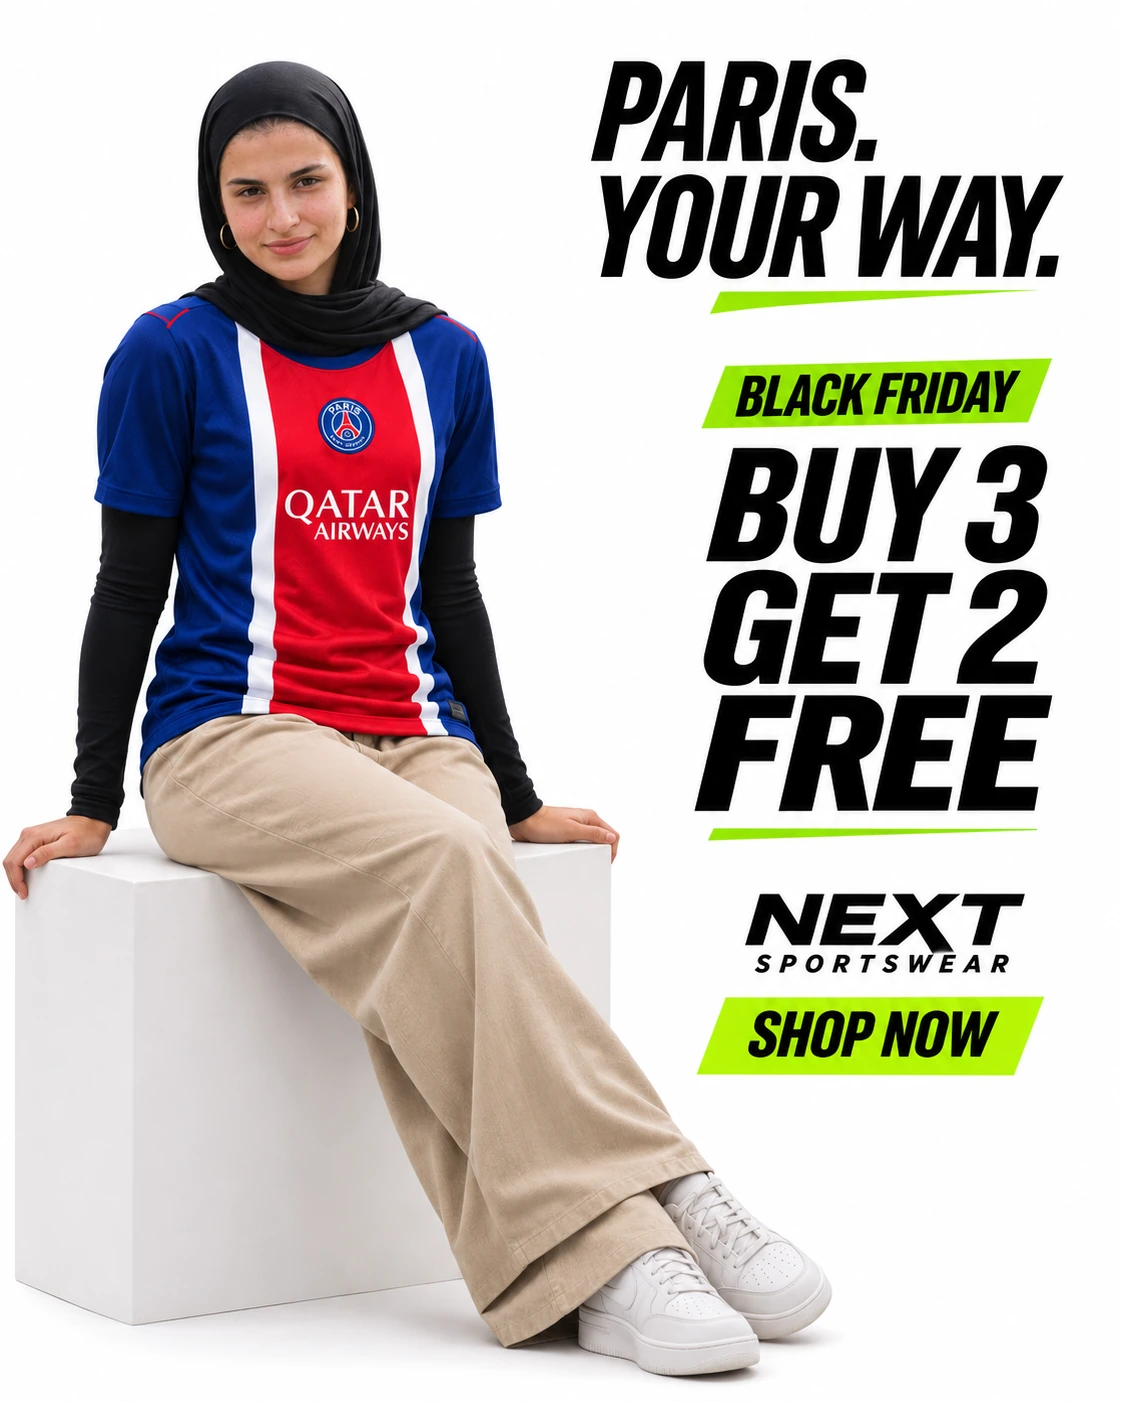 PARIS.
YOUR WAY.
BLACK FRIDAY
BUY 3
GET 2
FREE
NEXT
SPORTSWEAR
SHOP NOW
PARIS
QATAR
AIRWAYS